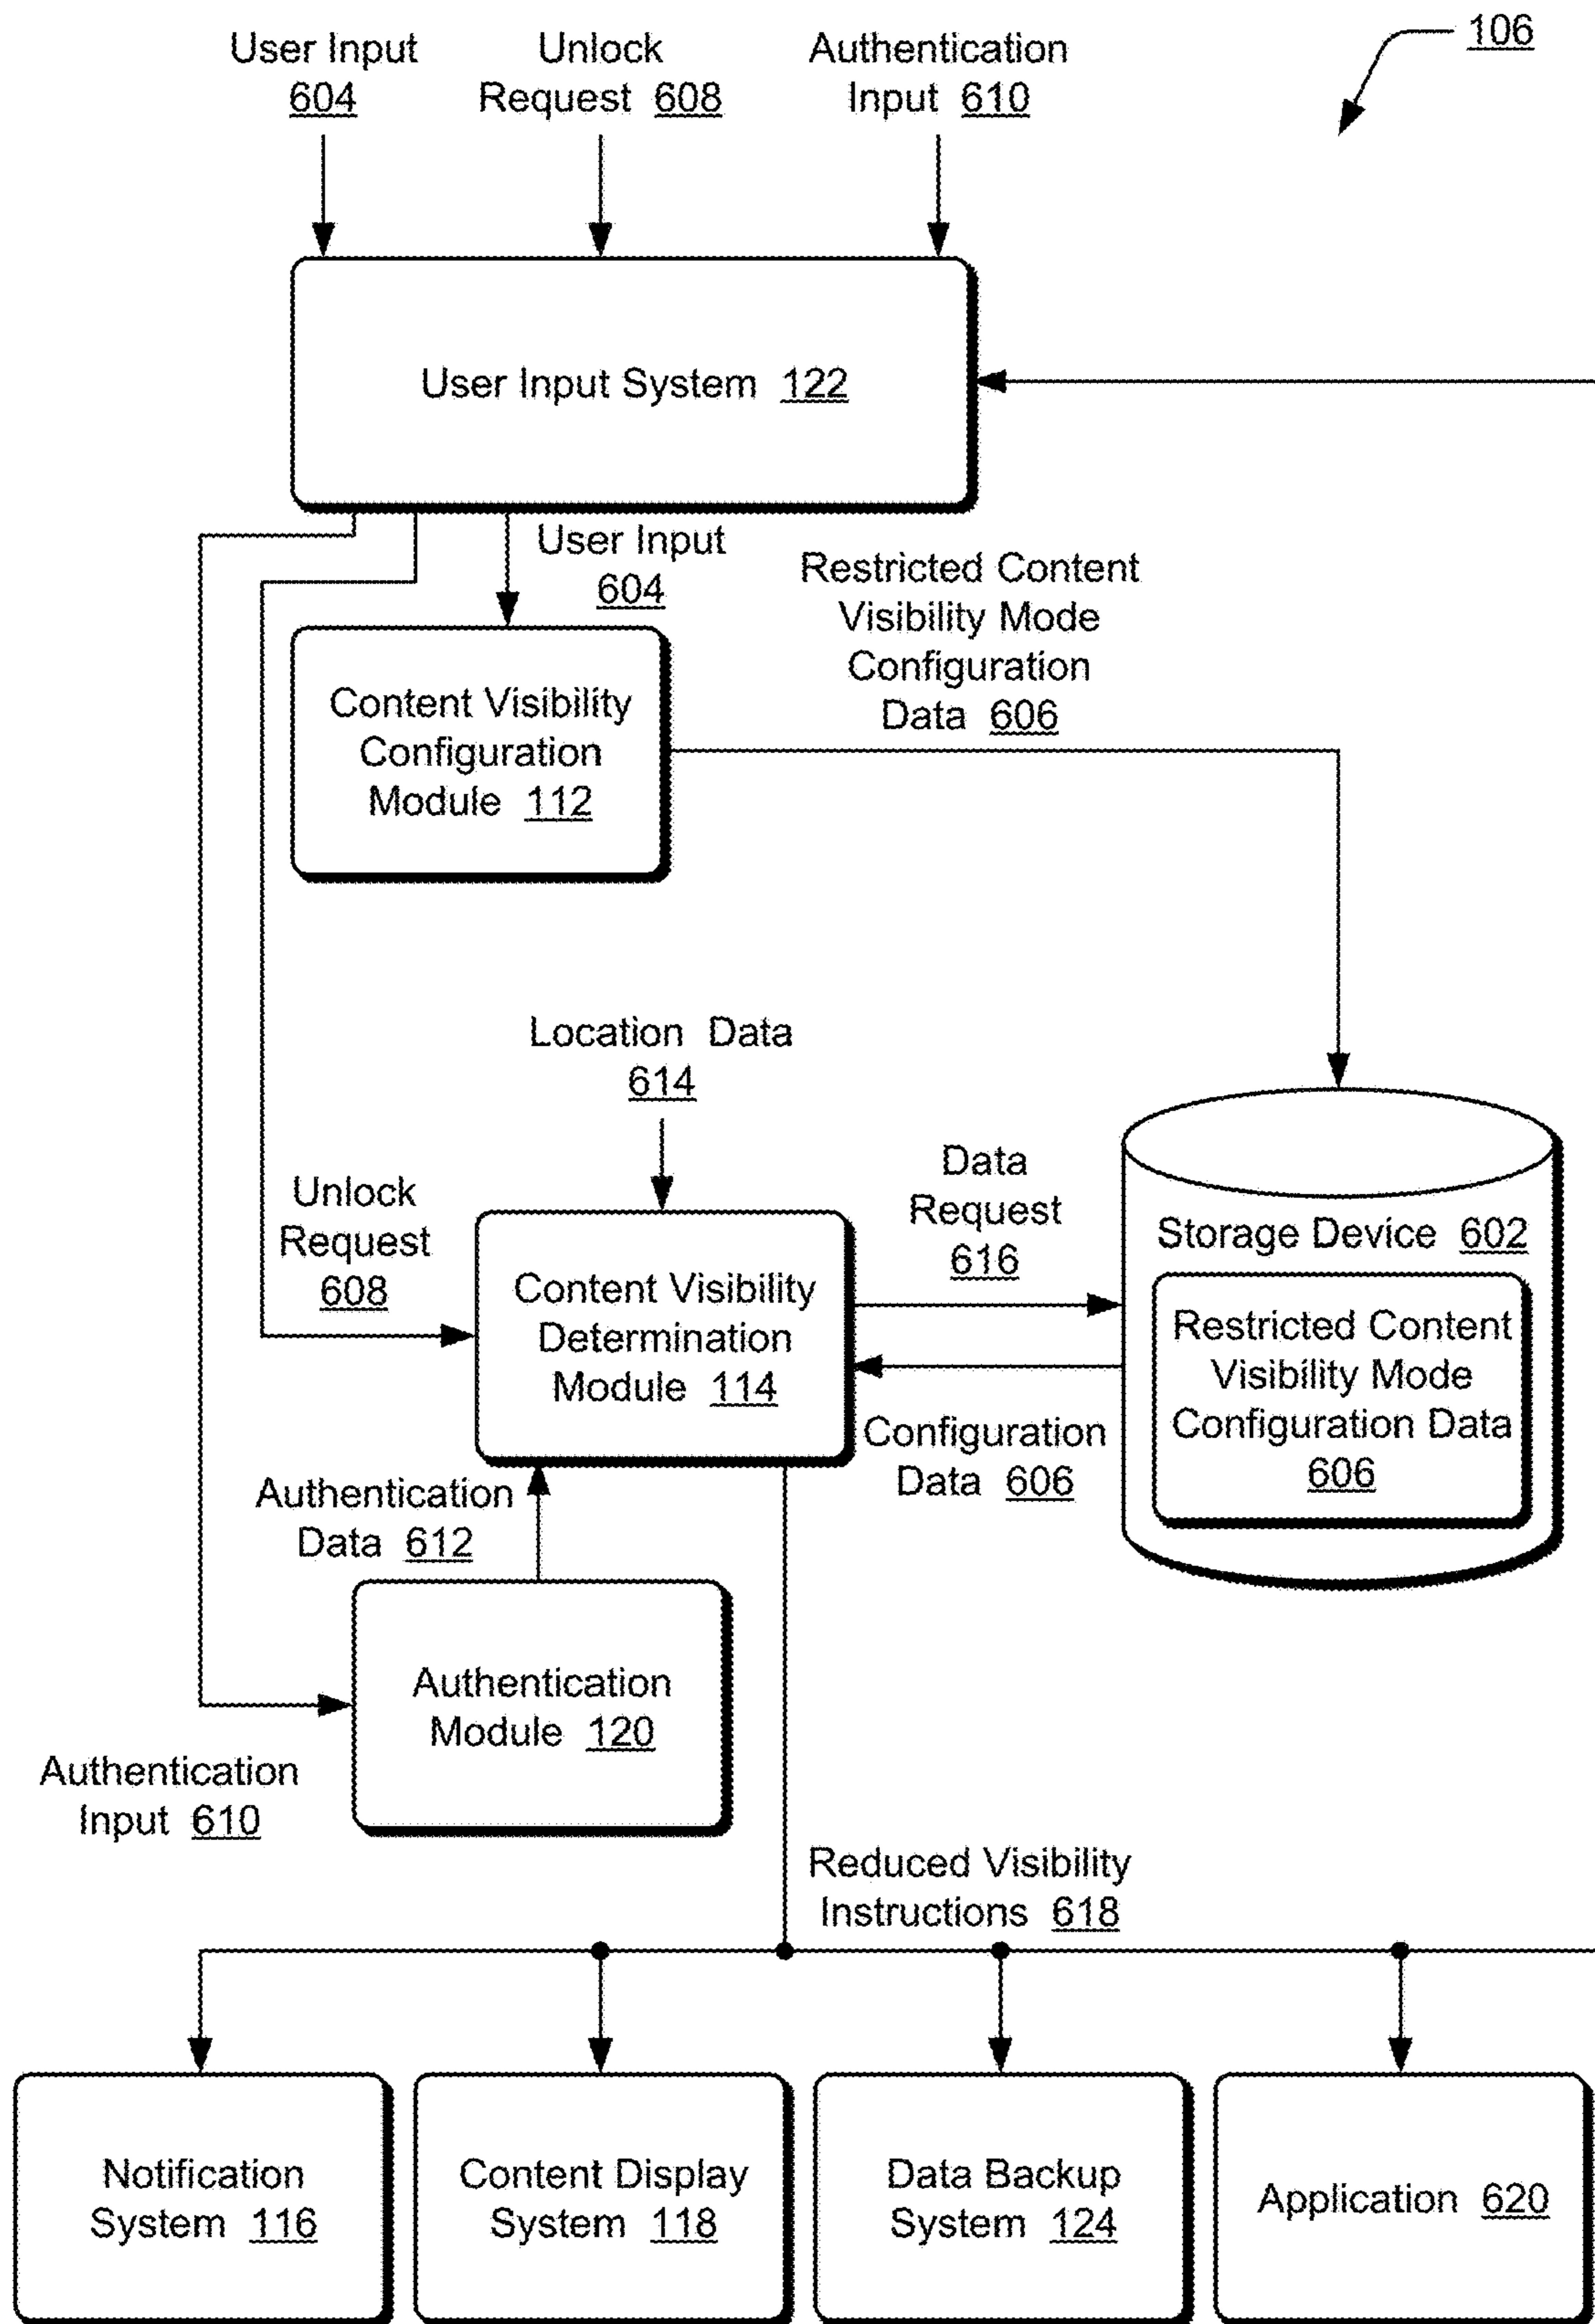 106
User Input
604
Unlock
Request 608
Authentication
Input 610
User Input System 122
User Input
604
Restricted Content
Visibility Mode
Configuration
Data 606
Content Visibility
Configuration
Module 112
Location Data
614
Unlock
Request
608
Content Visibility
Determination
Module 114
Data
Request
616
Configuration
Data 606
Storage Device 602
Restricted Content
Visibility Mode
Configuration Data
606
Authentication
Data 612
Authentication
Module 120
Authentication
Input 610
Reduced Visibility
Instructions 618
Notification
System 116
Content Display
System 118
Data Backup
System 124
Application 620